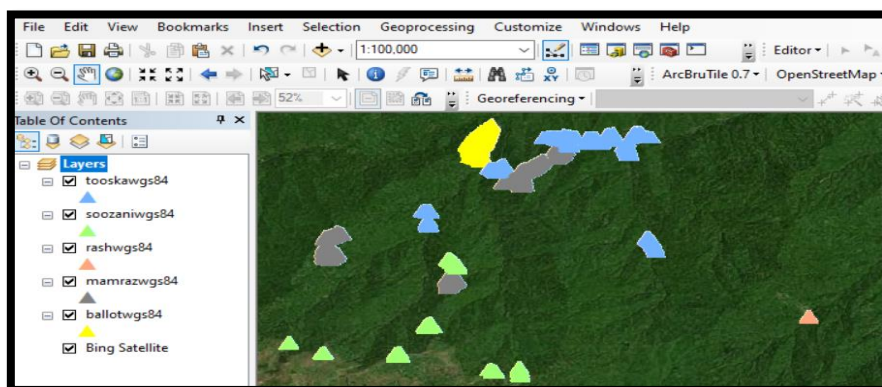 File Edit View Bookmarks Insert Selection Geoprocessing Customize Windows Help
1:100,000 Editor
ArcBruTile 0.7 OpenStreetMap
52% Georeferencing
Table Of Contents
Layers
tooskawgs84
soozaniwgs84
rashwgs84
mamrazwgs84
ballotwgs84
Bing Satellite